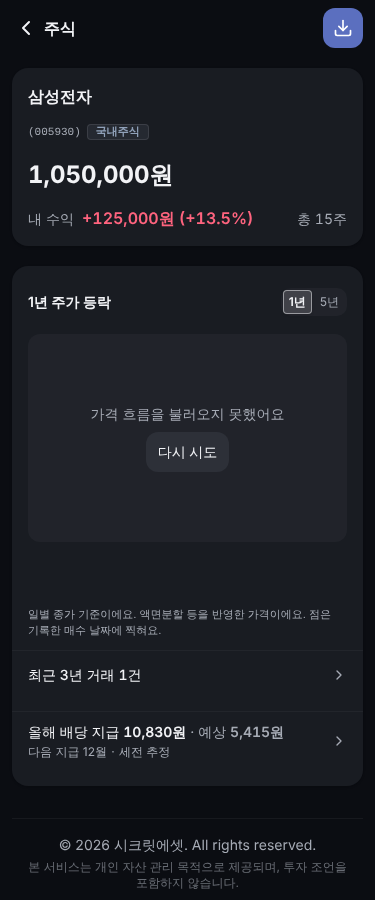 주식
삼성전자
(005930) 국내주식
1,050,000원
내 수익 +125,000원 (+13.5%) 총 15주
1년 주가 등락 1년 5년
가격 흐름을 불러오지 못했어요
다시 시도
일별 종가 기준이에요. 액면분할 등을 반영한 가격이에요. 점은
기록한 매수 날짜에 찍혀요.
최근 3년 거래 1건
올해 배당 지급 10,830원 · 예상 5,415원
다음 지급 12월 · 세전 추정
© 2026 시크릿에셋. All rights reserved.
본 서비스는 개인 자산 관리 목적으로 제공되며, 투자 조언을
포함하지 않습니다.